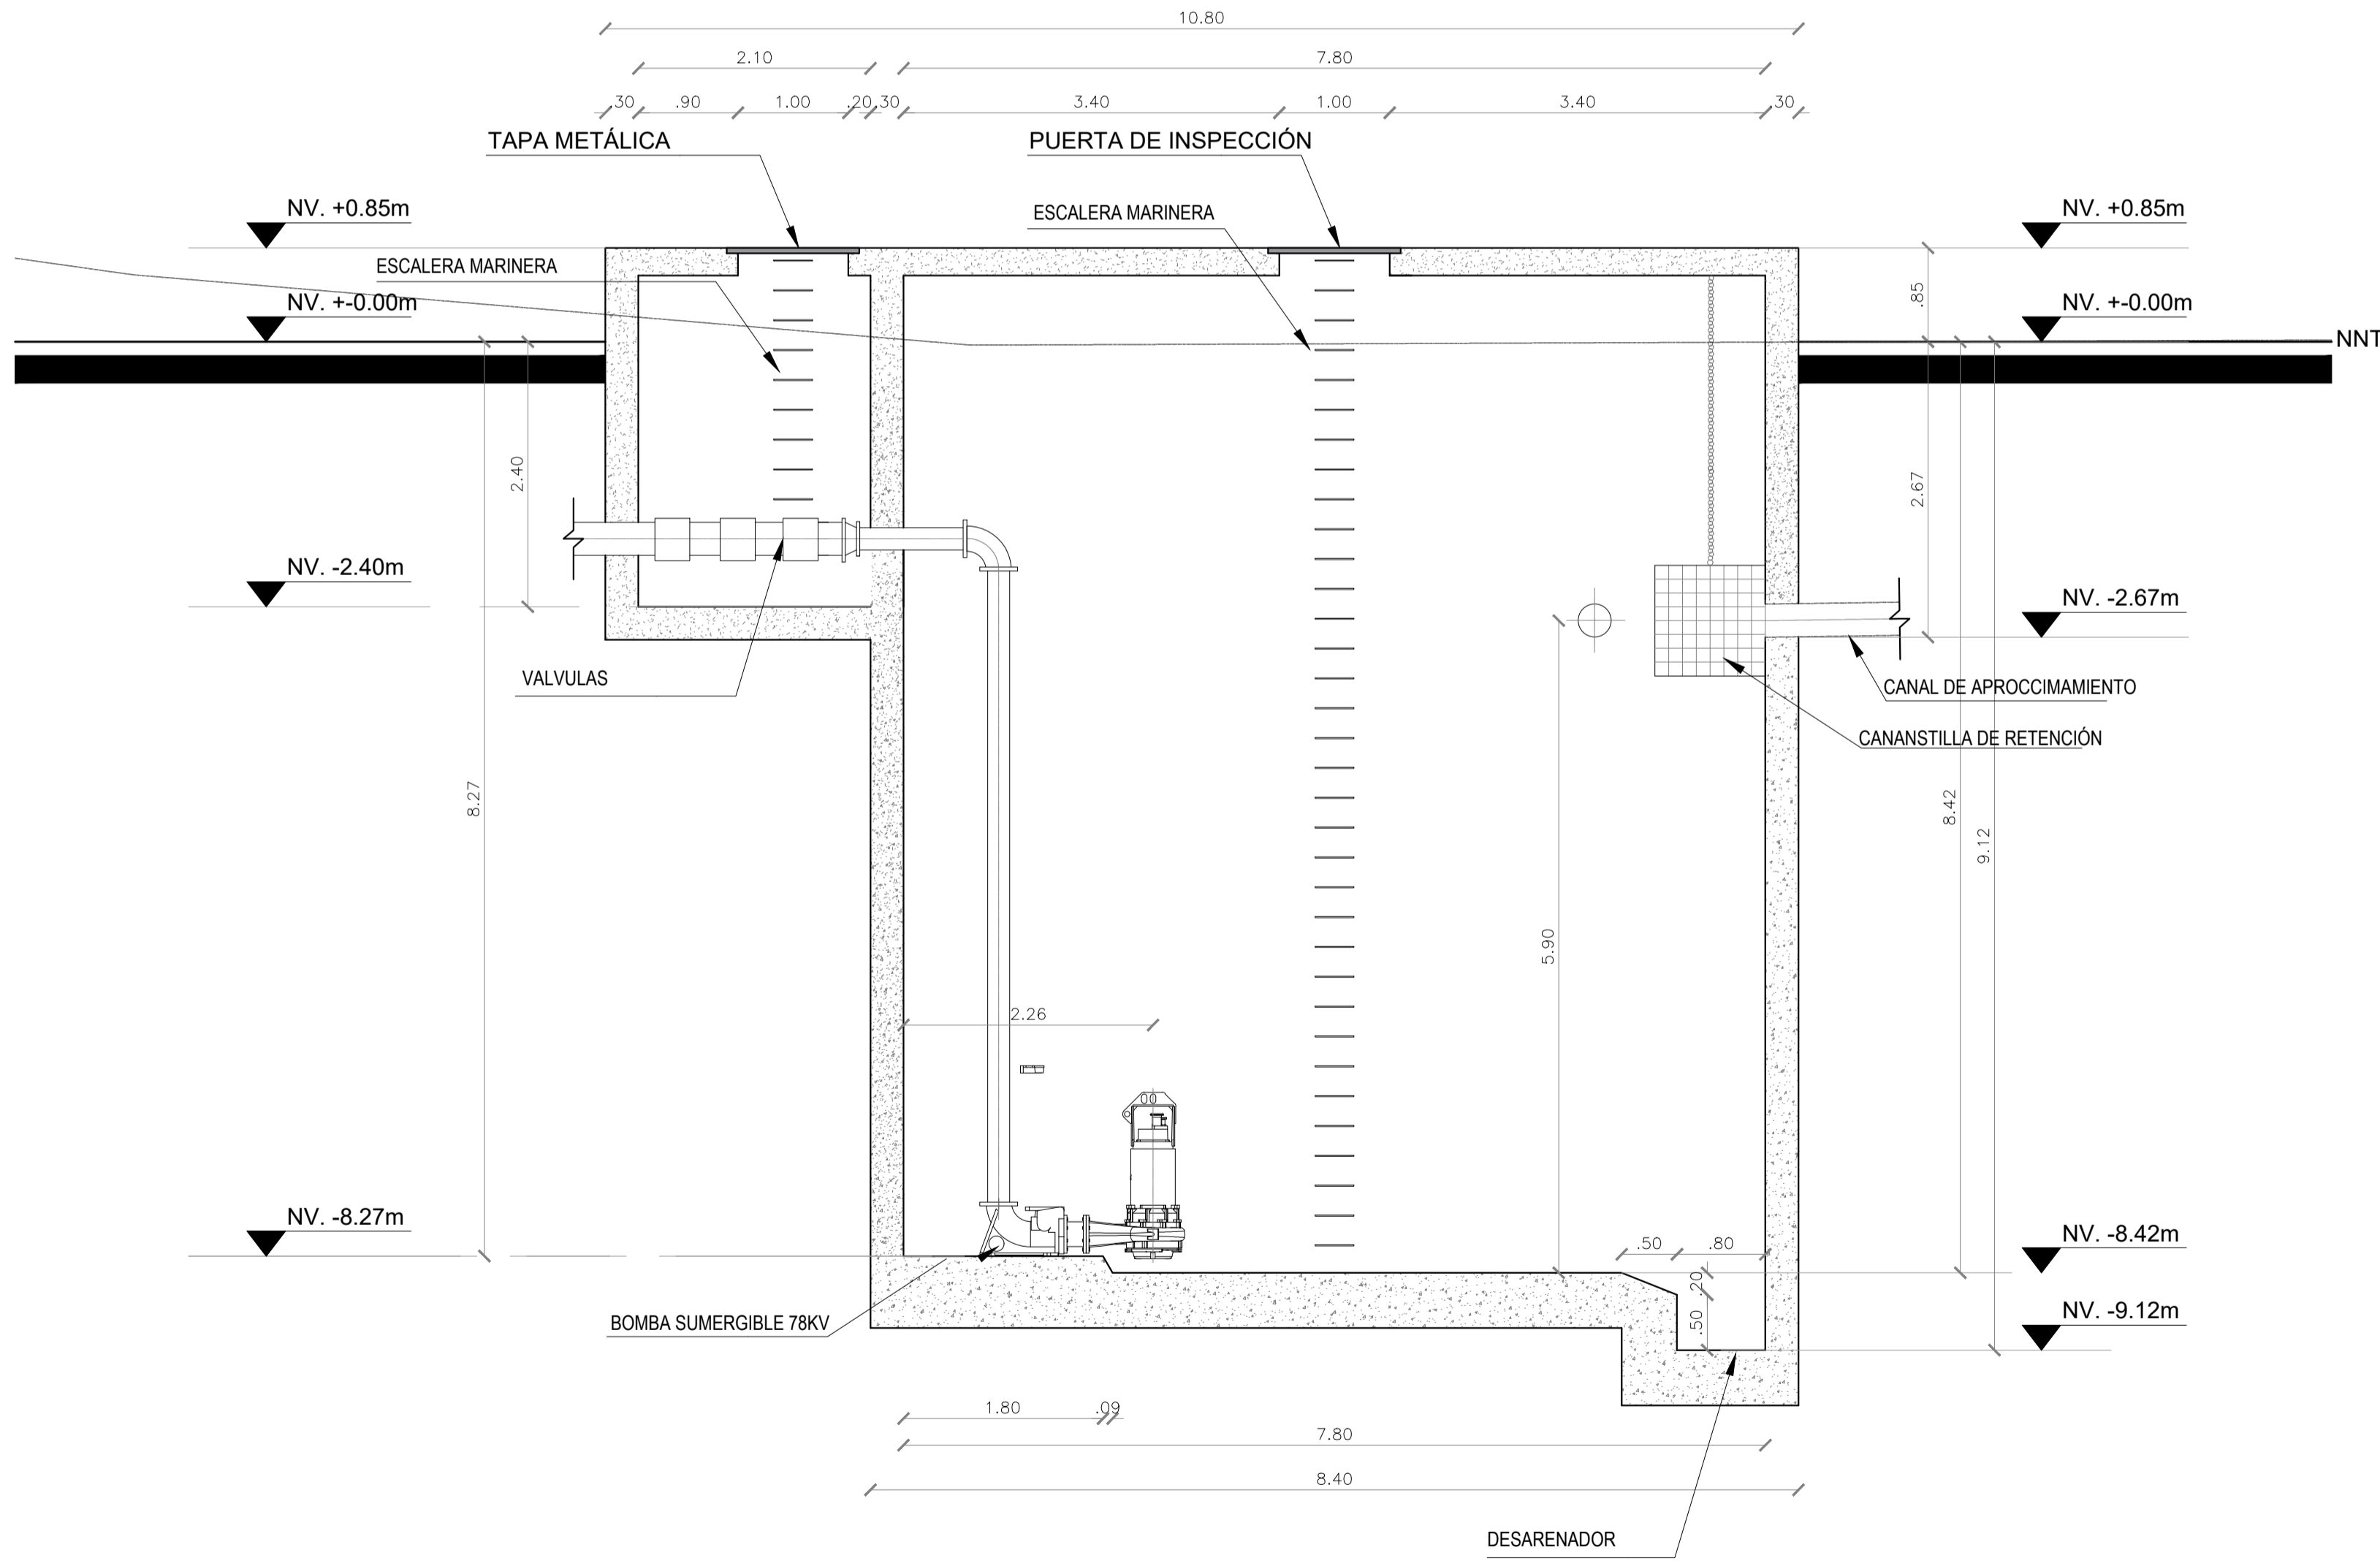 10.80
2.10
7.80
.30
.90
1.00
.20
.30
3.40
1.00
3.40
.30
TAPA METÁLICA
PUERTA DE INSPECCIÓN
NV. +0.85m
ESCALERA MARINERA
NV. +0.85m
ESCALERA MARINERA
.85
NV. +-0.00m
NV. +-0.00m
NNT
2.40
2.67
NV. -2.40m
NV. -2.67m
VALVULAS
CANAL DE APROCCIMAMIENTO
CANANSTILLA DE RETENCIÓN
8.27
8.42
9.12
5.90
2.26
NV. -8.27m
NV. -8.42m
.50
.80
.20
.50
NV. -9.12m
BOMBA SUMERGIBLE 78KV
1.80
.09
7.80
8.40
DESARENADOR